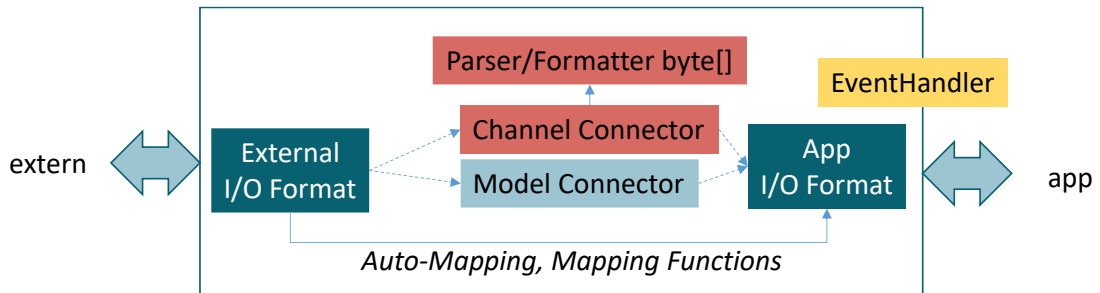 Parser/Formatter byte[]
EventHandler
extern
External
I/O Format
Channel Connector
Model Connector
App
I/O Format
app
Auto-Mapping, Mapping Functions